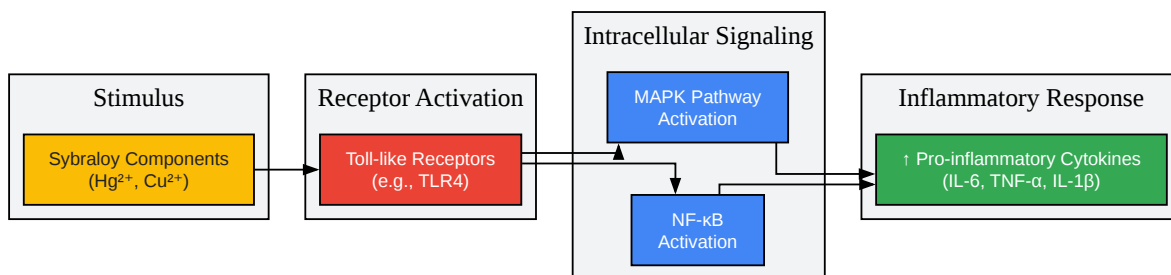 Stimulus
Sybraloy Components
(Hg²⁺, Cu²⁺)
Receptor Activation
Toll-like Receptors
(e.g., TLR4)
Intracellular Signaling
MAPK Pathway
Activation
NF-κB
Activation
Inflammatory Response
↑ Pro-inflammatory Cytokines
(IL-6, TNF-α, IL-1β)